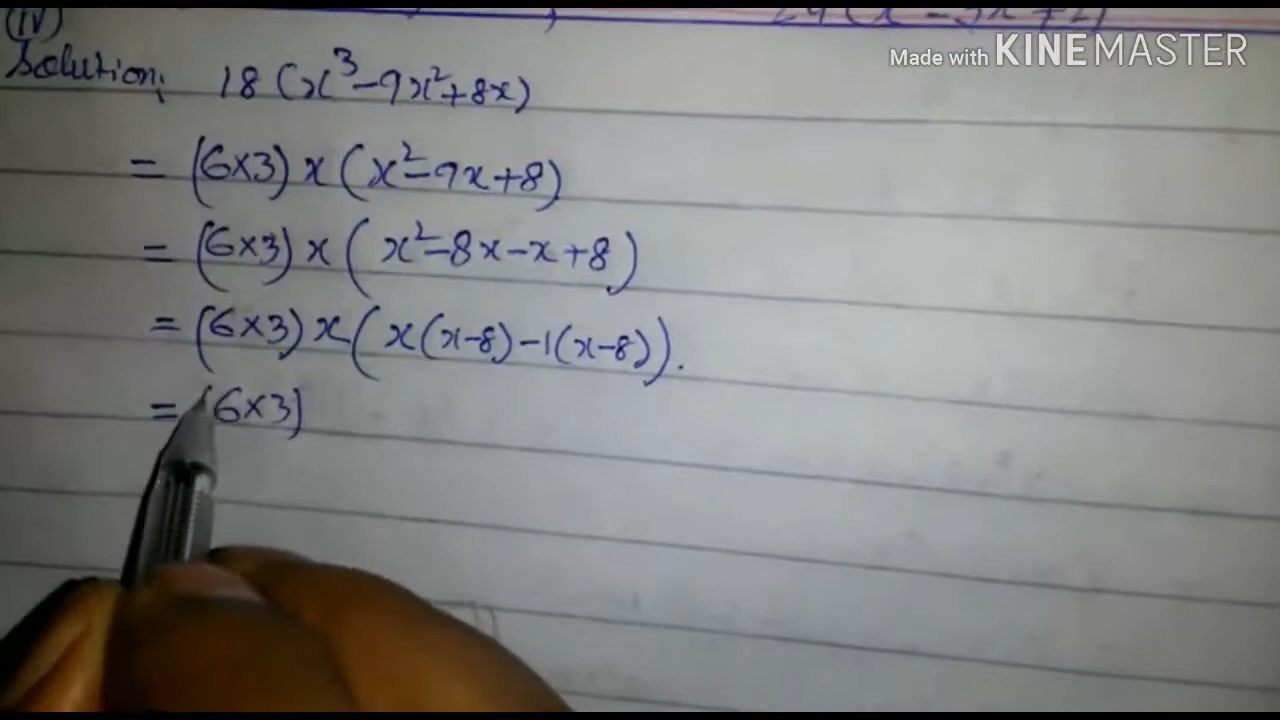 (iv)
Made with KINEMASTER
Solution: 18 (x³-9x²+8x)
= (6×3) x (x²-9x+8)
= (6×3) x ( x²-8x-x+8 )
= (6×3) x ( x(x-8)-1(x-8) ).
= (6×3)